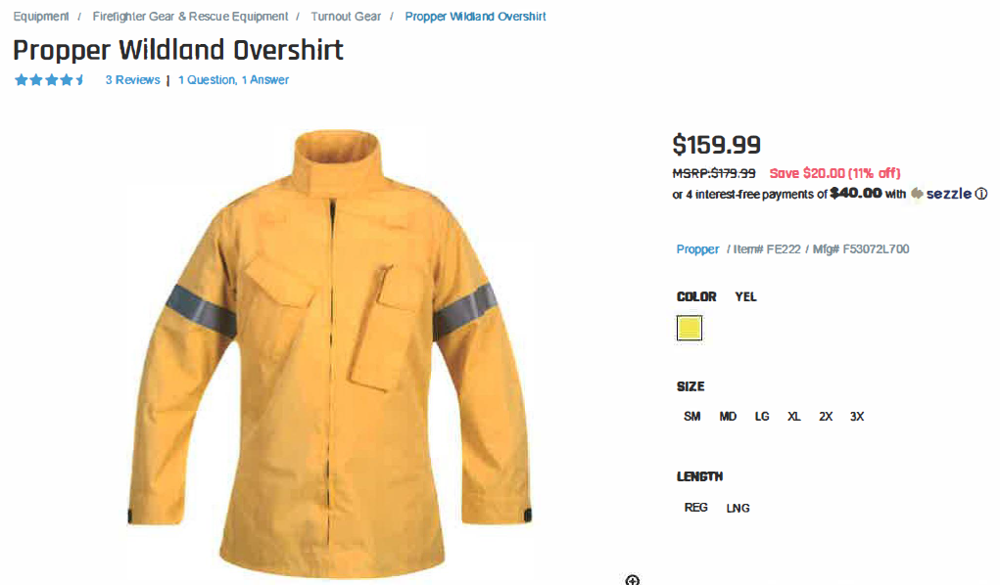 Equipment / Firefighter Gear & Rescue Equipment / Turnout Gear / Propper Wildland Overshirt
Propper Wildland Overshirt
3 Reviews | 1 Question, 1 Answer
$159.99
MSRP:$179.99 Save $20.00 (11% off)
or 4 interest-free payments of $40.00 with sezzle
Propper / Item# FE222 / Mfg# F53072L700
COLOR YEL
SIZE
SM MD LG XL 2X 3X
LENGTH
REG LNG